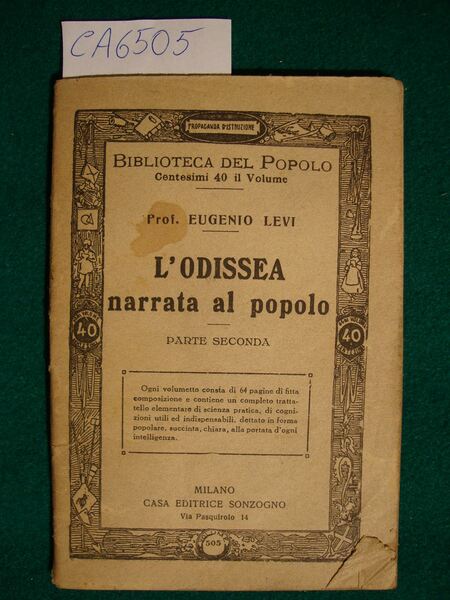 CA6505
PROPAGANDA D'ISTRUZIONE
BIBLIOTECA DEL POPOLO
Centesimi 40 il Volume
Prof. EUGENIO LEVI
L'ODISSEA
narrata al popolo
PARTE SECONDA
40
40
Ogni volumetto consta di 64 pagine di fitta
composizione e contiene un completo tratta-
tello elementare di scienza pratica, di cogni-
zioni utili ed indispensabili, dettato in forma
popolare, succinta, chiara, alla portata d'ogni
intelligenza.
MILANO
CASA EDITRICE SONZOGNO
Via Pasquirolo 14
505